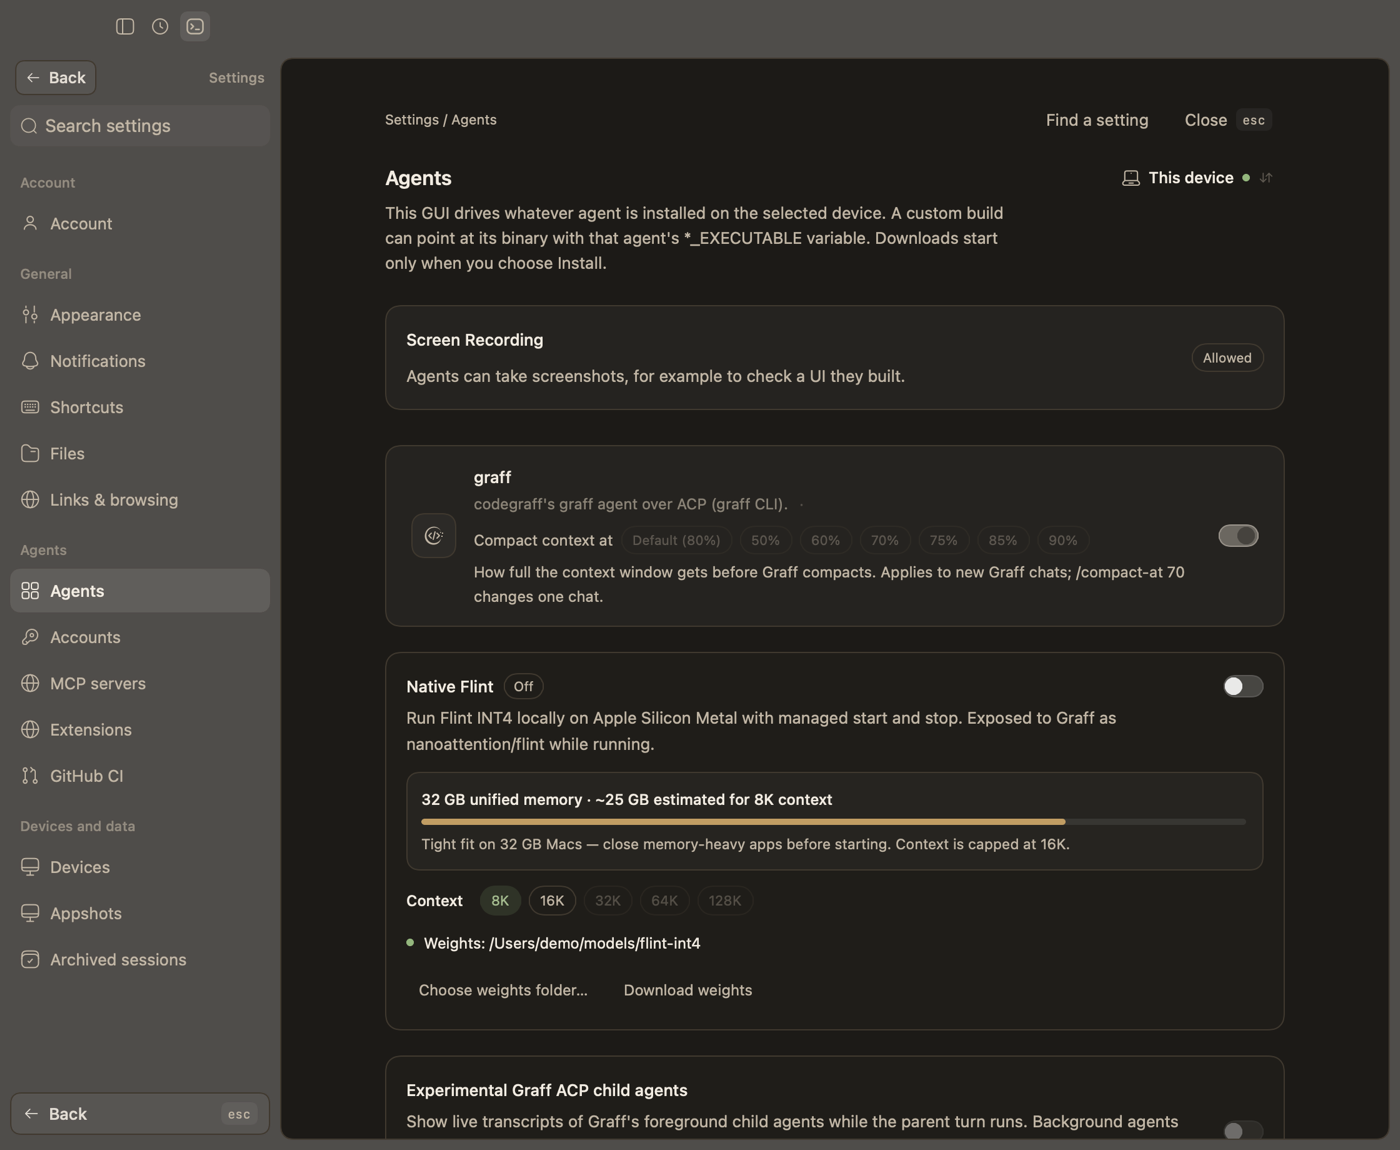 Back
Settings
Search settings
Account
Account
General
Appearance
Notifications
Shortcuts
Files
Links & browsing
Agents
Agents
Accounts
MCP servers
Extensions
GitHub CI
Devices and data
Devices
Appshots
Archived sessions
Back esc
Settings / Agents
Find a setting
Close esc
Agents
This device
This GUI drives whatever agent is installed on the selected device. A custom build
can point at its binary with that agent's *_EXECUTABLE variable. Downloads start
only when you choose Install.
Screen Recording
Agents can take screenshots, for example to check a UI they built.
Allowed
graff
codegraff's graff agent over ACP (graff CLI). ·
Compact context at Default (80%) 50% 60% 70% 75% 85% 90%
How full the context window gets before Graff compacts. Applies to new Graff chats; /compact-at 70
changes one chat.
Native Flint Off
Run Flint INT4 locally on Apple Silicon Metal with managed start and stop. Exposed to Graff as
nanoattention/flint while running.
32 GB unified memory · ~25 GB estimated for 8K context
Tight fit on 32 GB Macs — close memory-heavy apps before starting. Context is capped at 16K.
Context 8K 16K 32K 64K 128K
Weights: /Users/demo/models/flint-int4
Choose weights folder... Download weights
Experimental Graff ACP child agents
Show live transcripts of Graff's foreground child agents while the parent turn runs. Background agents